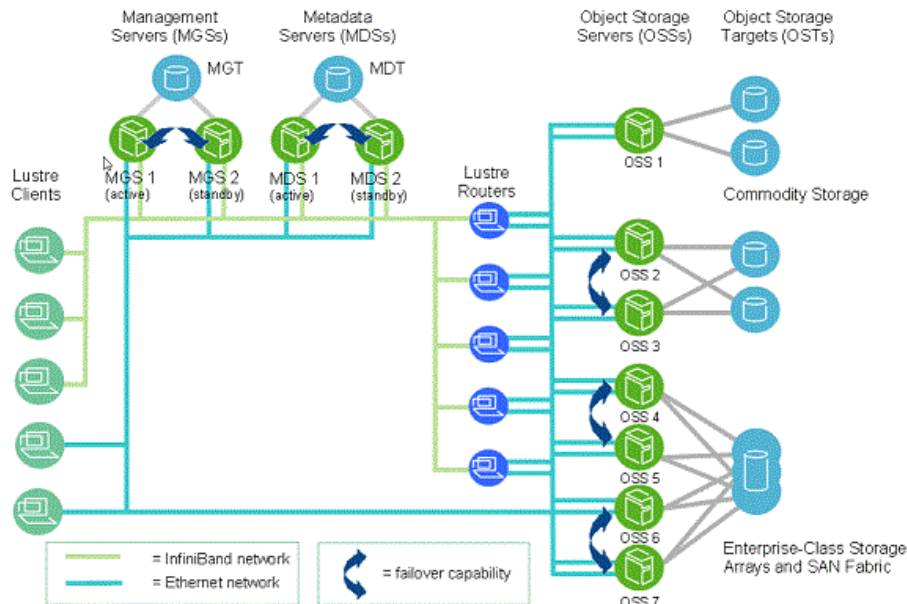 Management
Servers (MGSs)
Metadata
Servers (MDSs)
Object Storage
Servers (OSSs)
Object Storage
Targets (OSTs)
MGT
MDT
OSS 1
Lustre
Clients
MGS 1
(active)
MGS 2
(standby)
MDS 1
(active)
MDS 2
(standby)
Lustre
Routers
Commodity Storage
OSS 2
OSS 3
OSS 4
OSS 5
OSS 6
Enterprise-Class Storage
Arrays and SAN Fabric
= InfiniBand network
= Ethernet network
= failover capability
OSS 7